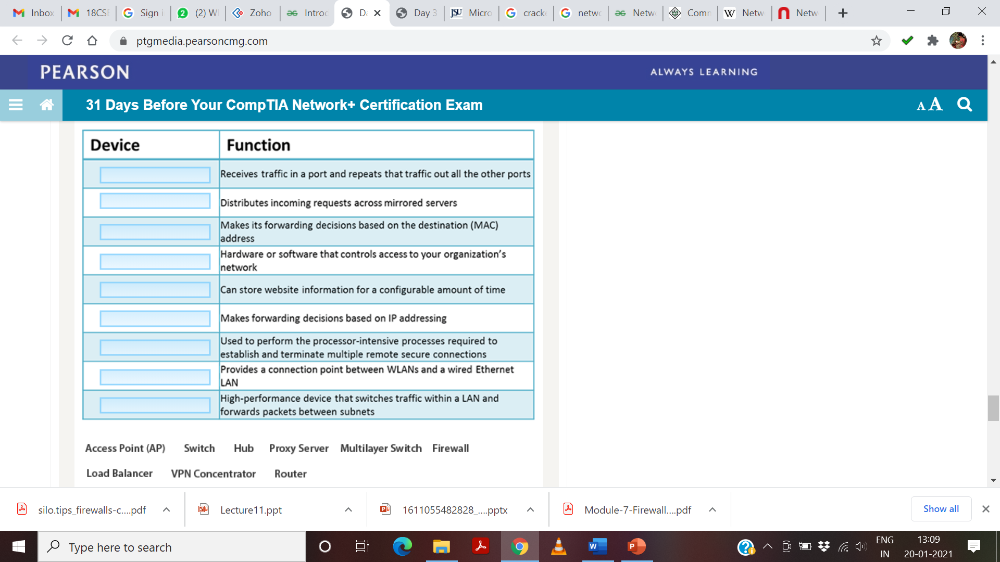 Inbox
18CSE
Sign i
(2) W
Zoho
Introc
Da
Day 3
JSU Micro
cracke
netwo
Netwo
Comm
W Netw
Netw
ptgmedia.pearsoncmg.com
PEARSON
ALWAYS LEARNING
31 Days Before Your CompTIA Network+ Certification Exam
A A
Device Function
Receives traffic in a port and repeats that traffic out all the other ports
Distributes incoming requests across mirrored servers
Makes its forwarding decisions based on the destination (MAC)
address
Hardware or software that controls access to your organization's
network
Can store website information for a configurable amount of time
Makes forwarding decisions based on IP addressing
Used to perform the processor-intensive processes required to
establish and terminate multiple remote secure connections
Provides a connection point between WLANs and a wired Ethernet
LAN
High-performance device that switches traffic within a LAN and
forwards packets between subnets
Access Point (AP) Switch Hub Proxy Server Multilayer Switch Firewall
Load Balancer VPN Concentrator Router
silo.tips_firewalls-c....pdf
Lecture11.ppt
1611055482828_....pptx
Module-7-Firewall....pdf
Show all
Type here to search
ENG
IN
13:09
20-01-2021